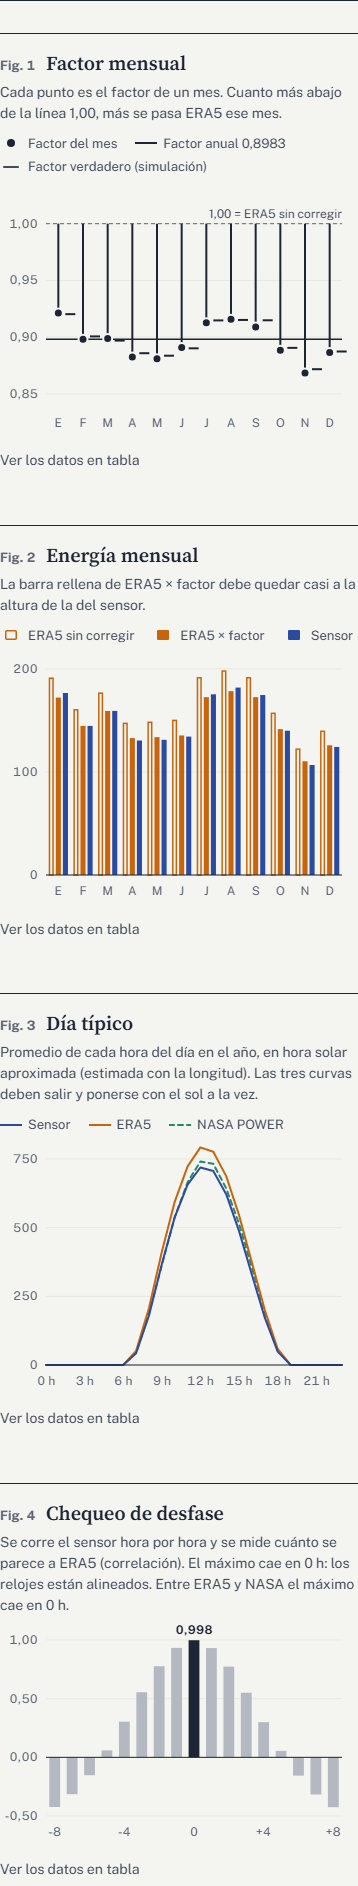 Fig. 1 Factor mensual
Cada punto es el factor de un mes. Cuanto más abajo
de la línea 1,00, más se pasa ERA5 ese mes.
Factor del mes Factor anual 0,8983
Factor verdadero (simulación)
1,00 = ERA5 sin corregir
1,00
0,95
0,90
0,85
E F M A M J J A S O N D
Ver los datos en tabla
Fig. 2 Energía mensual
La barra rellena de ERA5 × factor debe quedar casi a la
altura de la del sensor.
ERA5 sin corregir ERA5 × factor Sensor
200
100
0
E F M A M J J A S O N D
Ver los datos en tabla
Fig. 3 Día típico
Promedio de cada hora del día en el año, en hora solar
aproximada (estimada con la longitud). Las tres curvas
deben salir y ponerse con el sol a la vez.
Sensor ERA5 NASA POWER
750
500
250
0
0 h 3 h 6 h 9 h 12 h 15 h 18 h 21 h
Ver los datos en tabla
Fig. 4 Chequeo de desfase
Se corre el sensor hora por hora y se mide cuánto se
parece a ERA5 (correlación). El máximo cae en 0 h: los
relojes están alineados. Entre ERA5 y NASA el máximo
cae en 0 h.
0,998
1,00
0,50
0,00
-0,50
-8 -4 0 +4 +8
Ver los datos en tabla